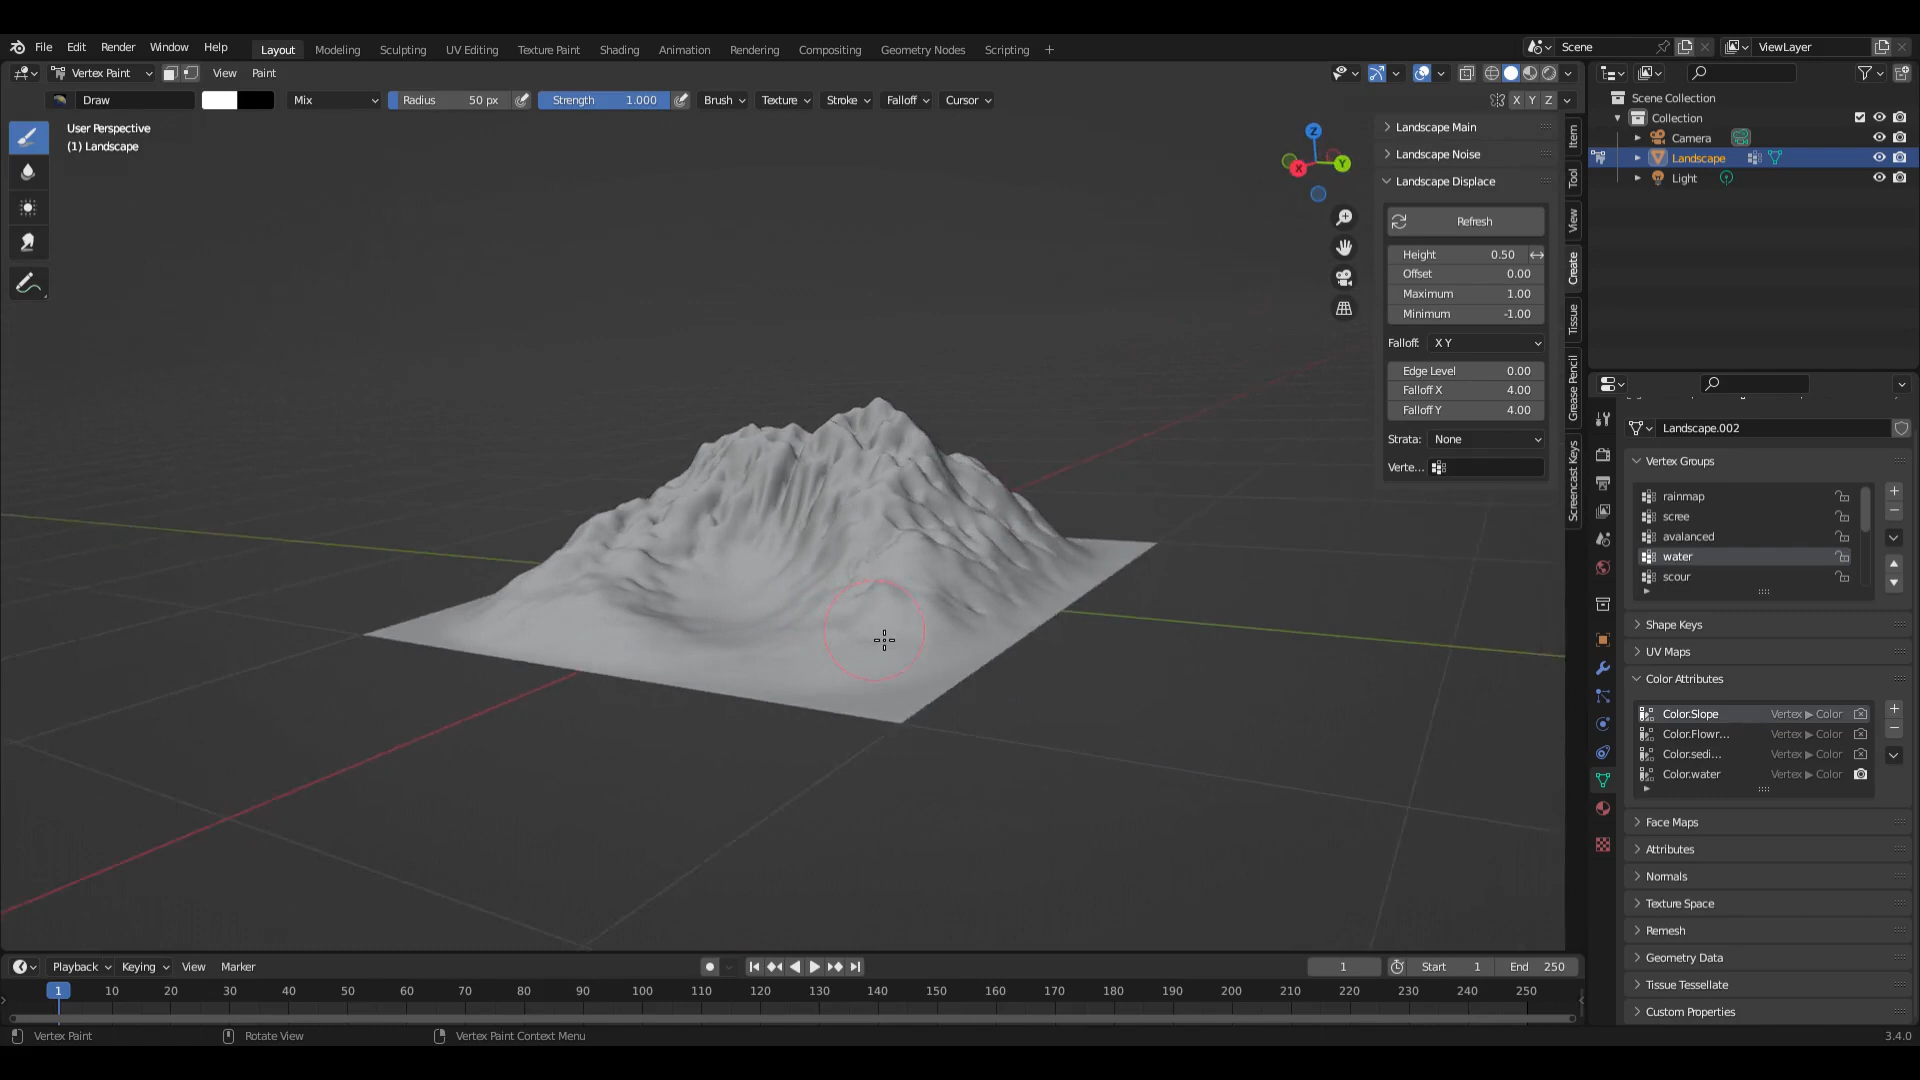 File Edit Render Window Help Layout Modeling Sculpting UV Editing Texture Paint Shading Animation Rendering Compositing Geometry Nodes Scripting + Scene ViewLayer
Vertex Paint View Paint
Draw Mix Radius 50 px Strength 1.000 Brush Texture Stroke Falloff Cursor X Y Z
User Perspective
(1) Landscape
Z
X
Y
Landscape Main
Landscape Noise
Landscape Displace
Refresh
Height 0.50
Offset 0.00
Maximum 1.00
Minimum -1.00
Falloff: X Y
Edge Level 0.00
Falloff X 4.00
Falloff Y 4.00
Strata: None
Verte...
Item
Tool
View
Create
Tissue
Grease Pencil
Screencast Keys
Scene Collection
Collection
Camera
Landscape
Light
Landscape.002
Vertex Groups
rainmap
scree
avalanced
water
scour
Shape Keys
UV Maps
Color Attributes
Color.Slope Vertex ▶ Color
Color.Flowr... Vertex ▶ Color
Color.sedi... Vertex ▶ Color
Color.water Vertex ▶ Color
Face Maps
Attributes
Normals
Texture Space
Remesh
Geometry Data
Tissue Tessellate
Custom Properties
Playback Keying View Marker 1 Start 1 End 250
1 10 20 30 40 50 60 70 80 90 100 110 120 130 140 150 160 170 180 190 200 210 220 230 240 250
Vertex Paint Rotate View Vertex Paint Context Menu 3.4.0